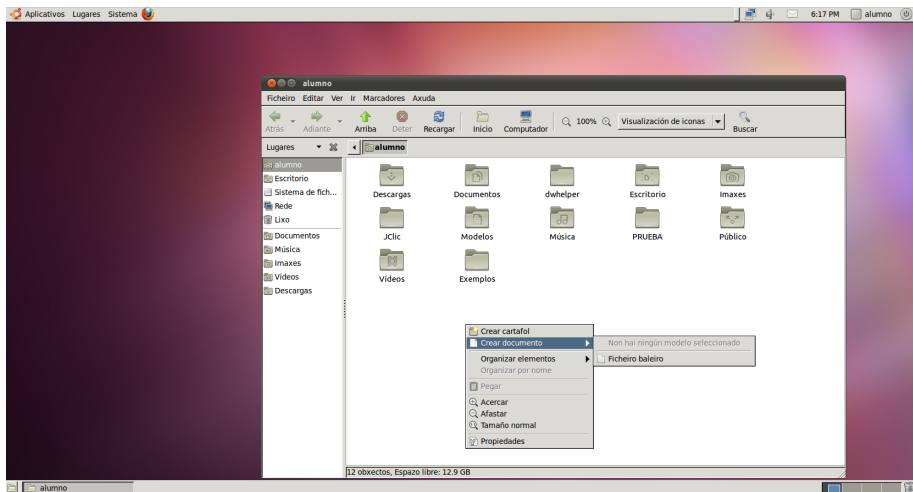 Aplicativos Lugares Sistema 6:17 PM alumno
alumno
Ficheiro Editar Ver Ir Marcadores Axuda
Atrás Adiante Arriba Deter Recargar Inicio Computador 100% Visualización de iconas Buscar
Lugares alumno
alumno
Escritorio
Sistema de fich...
Rede
Lixo
Documentos
Música
Imaxes
Vídeos
Descargas
Descargas Documentos dwhelper Escritorio Imaxes
JClic Modelos Música PRUEBA Público
Vídeos Exemplos
Crear cartafol
Crear documento
Organizar elementos
Organizar por nome
Pegar
Acercar
Afastar
Tamaño normal
Propiedades
Non hai ningún modelo seleccionado
Ficheiro baleiro
12 obxectos, Espazo libre: 12.9 GB
alumno